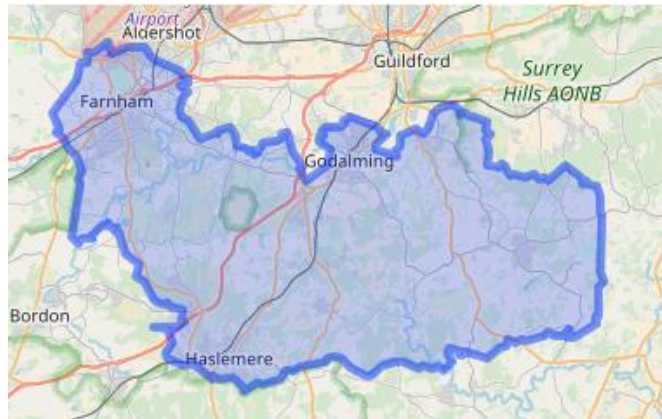 Airport
Aldershot
Guildford
Surrey
Hills AONB
Farnham
Godalming
Bordon
Haslemere